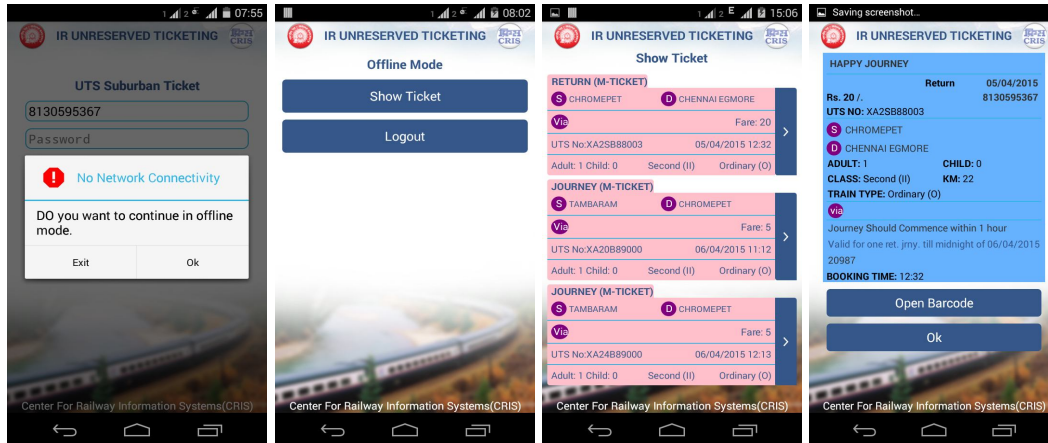 1 2 07:55
IR UNRESERVED TICKETING
CRIS
UTS Suburban Ticket
8130595367
Password
No Network Connectivity
DO you want to continue in offline
mode.
Exit Ok
Center For Railway Information Systems(CRIS)
1 2 08:02
IR UNRESERVED TICKETING
CRIS
Offline Mode
Show Ticket
Logout
Center For Railway Information Systems(CRIS)
1 2 E 15:06
IR UNRESERVED TICKETING
CRIS
Show Ticket
RETURN (M-TICKET)
S CHROMEPET D CHENNAI EGMORE
Via Fare: 20
UTS No:XA2SB88003 05/04/2015 12:32
Adult: 1 Child: 0 Second (II) Ordinary (O)
JOURNEY (M-TICKET)
S TAMBARAM D CHROMEPET
Via Fare: 5
UTS No:XA20B89000 06/04/2015 11:12
Adult: 1 Child: 0 Second (II) Ordinary (O)
JOURNEY (M-TICKET)
S TAMBARAM D CHROMEPET
Via Fare: 5
UTS No:XA24B89000 06/04/2015 12:13
Adult: 1 Child: 0 Second (II) Ordinary (O)
Center For Railway Information Systems(CRIS)
Saving screenshot...
IR UNRESERVED TICKETING
CRIS
HAPPY JOURNEY
Return 05/04/2015
Rs. 20 /. 8130595367
UTS NO: XA2SB88003
S CHROMEPET
D CHENNAI EGMORE
ADULT: 1 CHILD: 0
CLASS: Second (II) KM: 22
TRAIN TYPE: Ordinary (O)
via
Journey Should Commence within 1 hour
Valid for one ret. jrny. till midnight of 06/04/2015
20987
BOOKING TIME: 12:32
Open Barcode
Ok
Center For Railway Information Systems(CRIS)